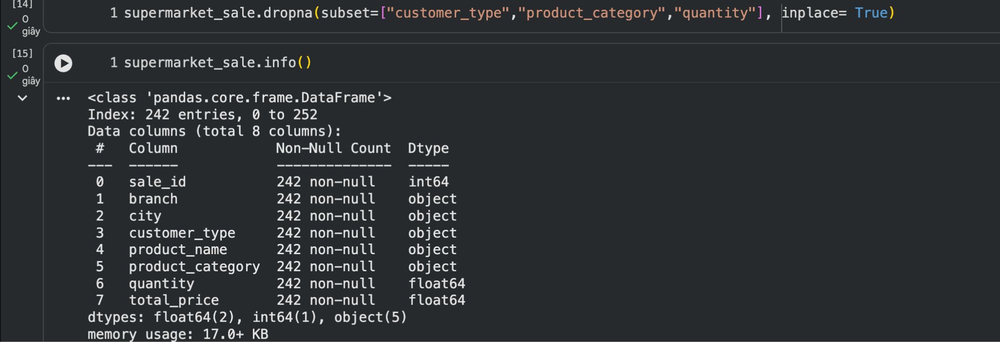 [14]
0
giây
1 supermarket_sale.dropna(subset=["customer_type","product_category","quantity"], inplace= True)
[15]
0
giây
1 supermarket_sale.info()
<class 'pandas.core.frame.DataFrame'>
Index: 242 entries, 0 to 252
Data columns (total 8 columns):
 #   Column            Non-Null Count  Dtype
---  ------            --------------  -----
 0   sale_id           242 non-null    int64
 1   branch            242 non-null    object
 2   city              242 non-null    object
 3   customer_type     242 non-null    object
 4   product_name      242 non-null    object
 5   product_category  242 non-null    object
 6   quantity          242 non-null    float64
 7   total_price       242 non-null    float64
dtypes: float64(2), int64(1), object(5)
memory usage: 17.0+ KB